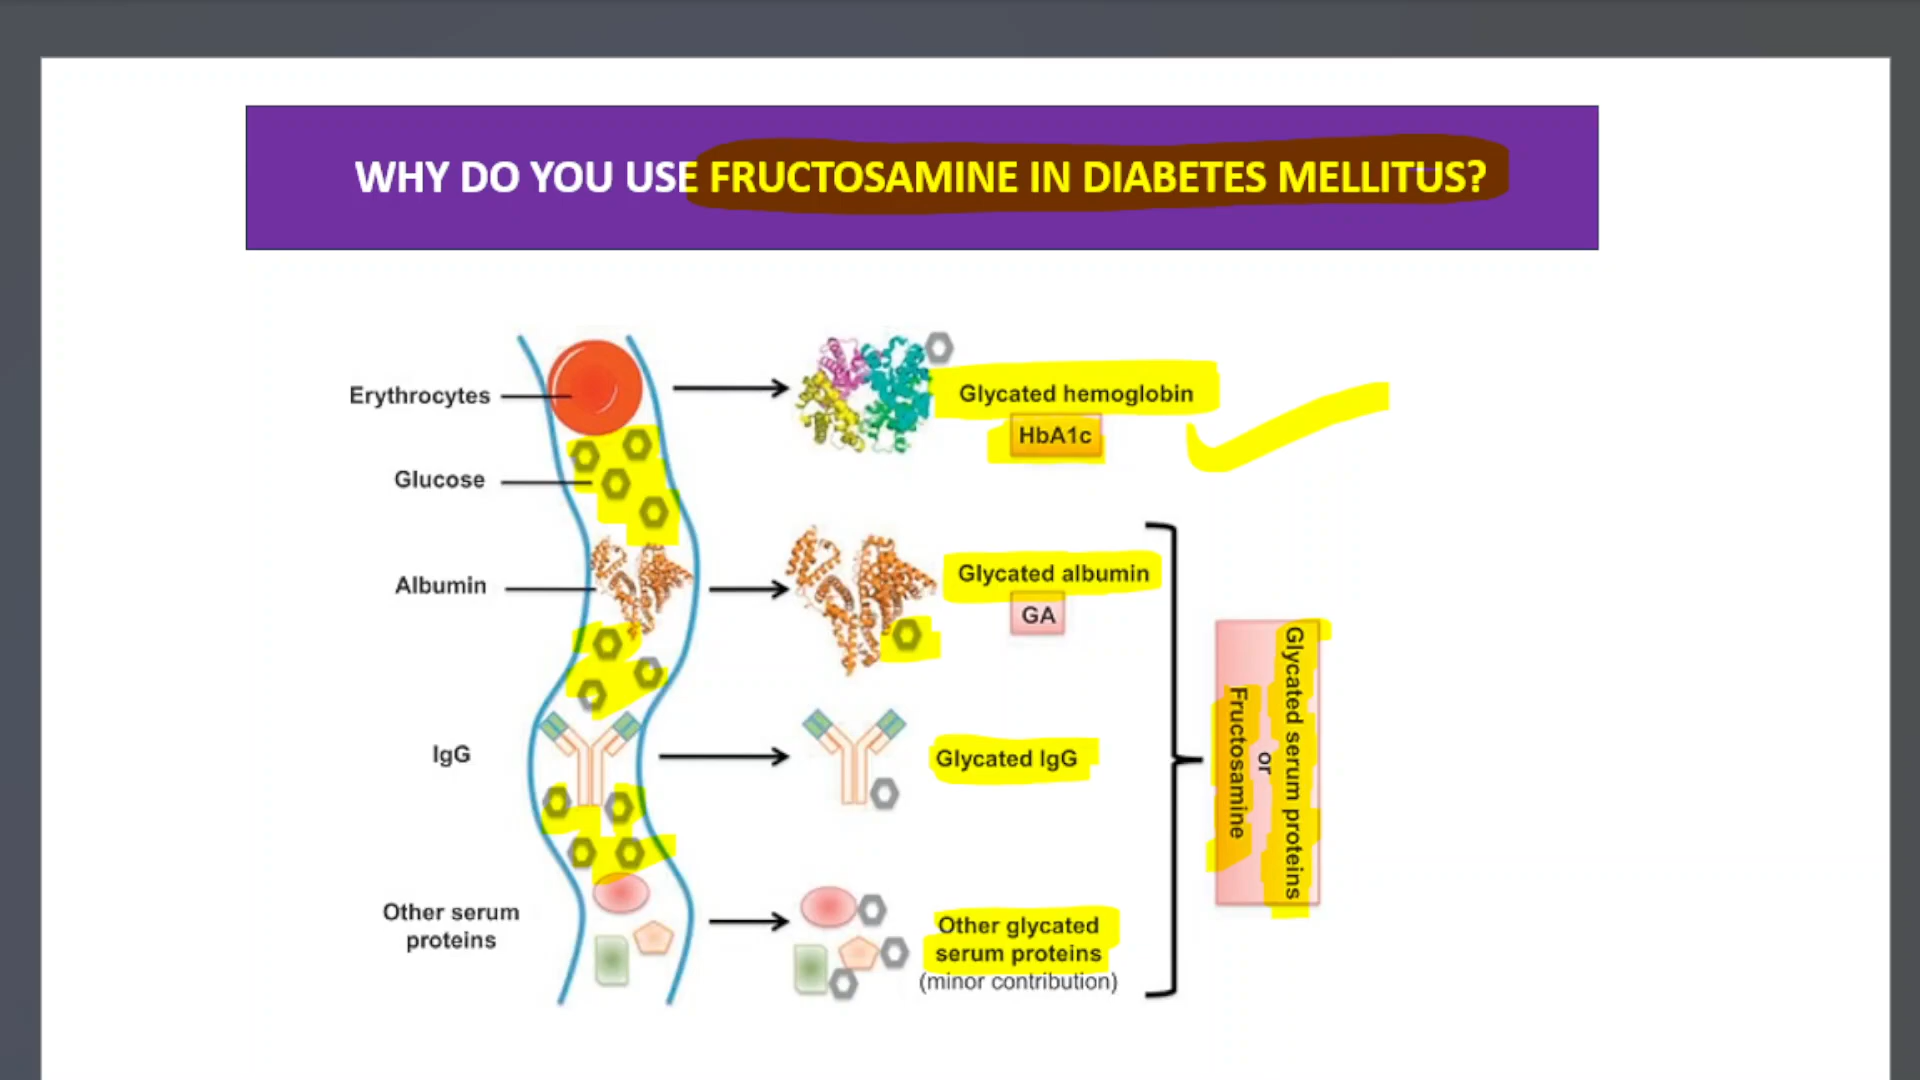 WHY DO YOU USE FRUCTOSAMINE IN DIABETES MELLITUS?
Erythrocytes
Glycated hemoglobin
HbA1c
Glucose
Albumin
Glycated albumin
GA
IgG
Glycated IgG
Other serum
proteins
Other glycated
serum proteins
(minor contribution)
Glycated serum proteins
or
Fructosamine